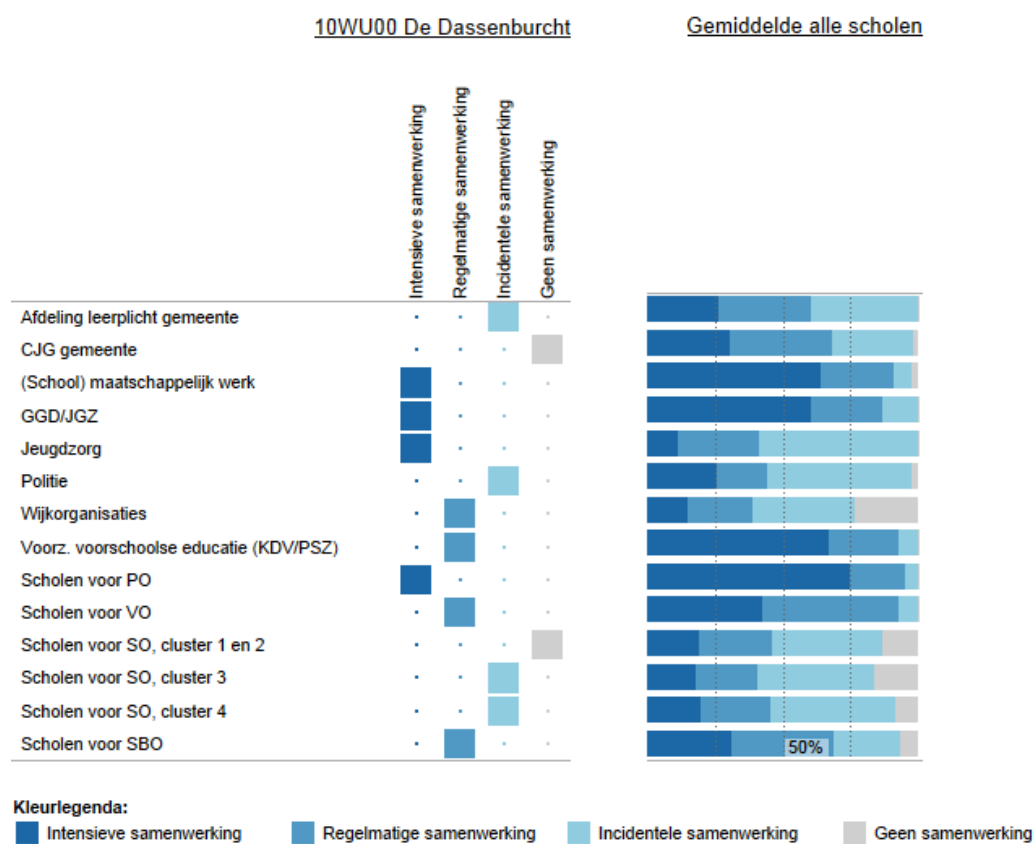 10WU00 De Dassenburcht
Gemiddelde alle scholen
Intensieve samenwerking
Regelmatige samenwerking
Incidentele samenwerking
Geen samenwerking
Afdeling leerplicht gemeente
CJG gemeente
(School) maatschappelijk werk
GGD/JGZ
Jeugdzorg
Politie
Wijkorganisaties
Voorz. voorschoolse educatie (KDV/PSZ)
Scholen voor PO
Scholen voor VO
Scholen voor SO, cluster 1 en 2
Scholen voor SO, cluster 3
Scholen voor SO, cluster 4
Scholen voor SBO
50%
Kleurlegenda:
Intensieve samenwerking
Regelmatige samenwerking
Incidentele samenwerking
Geen samenwerking